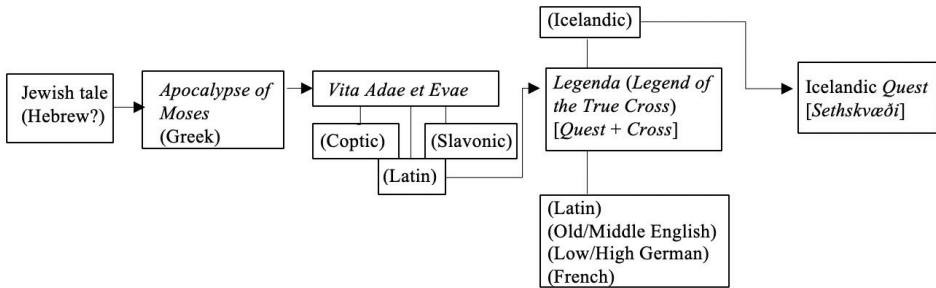 Jewish tale
(Hebrew?)
Apocalypse of
Moses
(Greek)
Vita Adae et Evae
(Coptic)
(Slavonic)
(Latin)
(Icelandic)
Legenda (Legend of
the True Cross)
[Quest + Cross]
(Latin)
(Old/Middle English)
(Low/High German)
(French)
Icelandic Quest
[Sethskvæði]